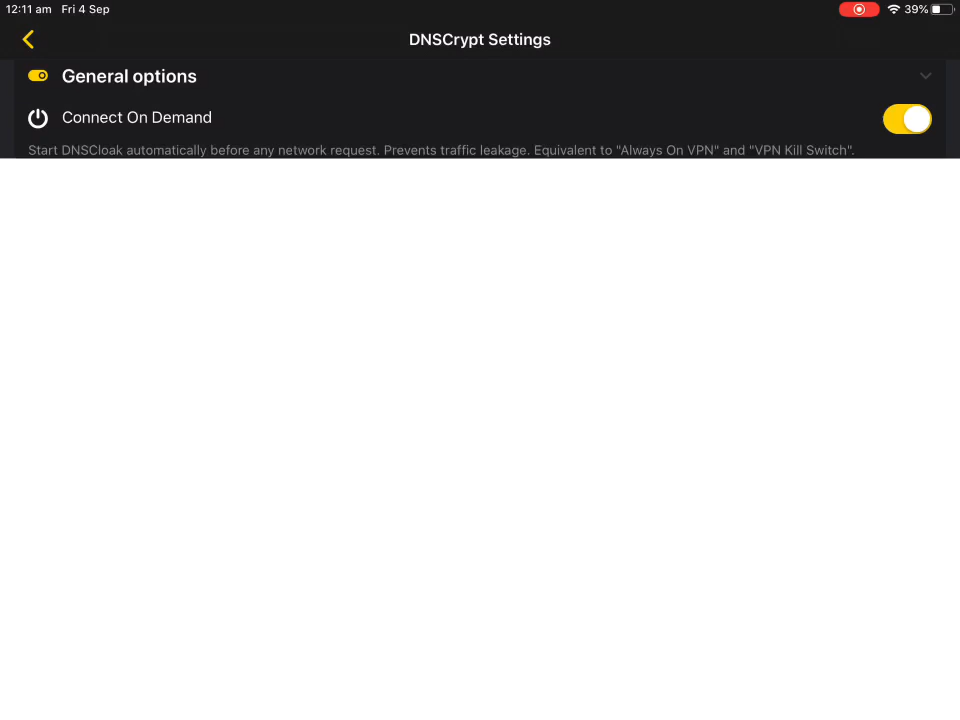 12:11 am Fri 4 Sep 39%
DNSCrypt Settings
General options
Connect On Demand
Start DNSCloak automatically before any network request. Prevents traffic leakage. Equivalent to "Always On VPN" and "VPN Kill Switch".